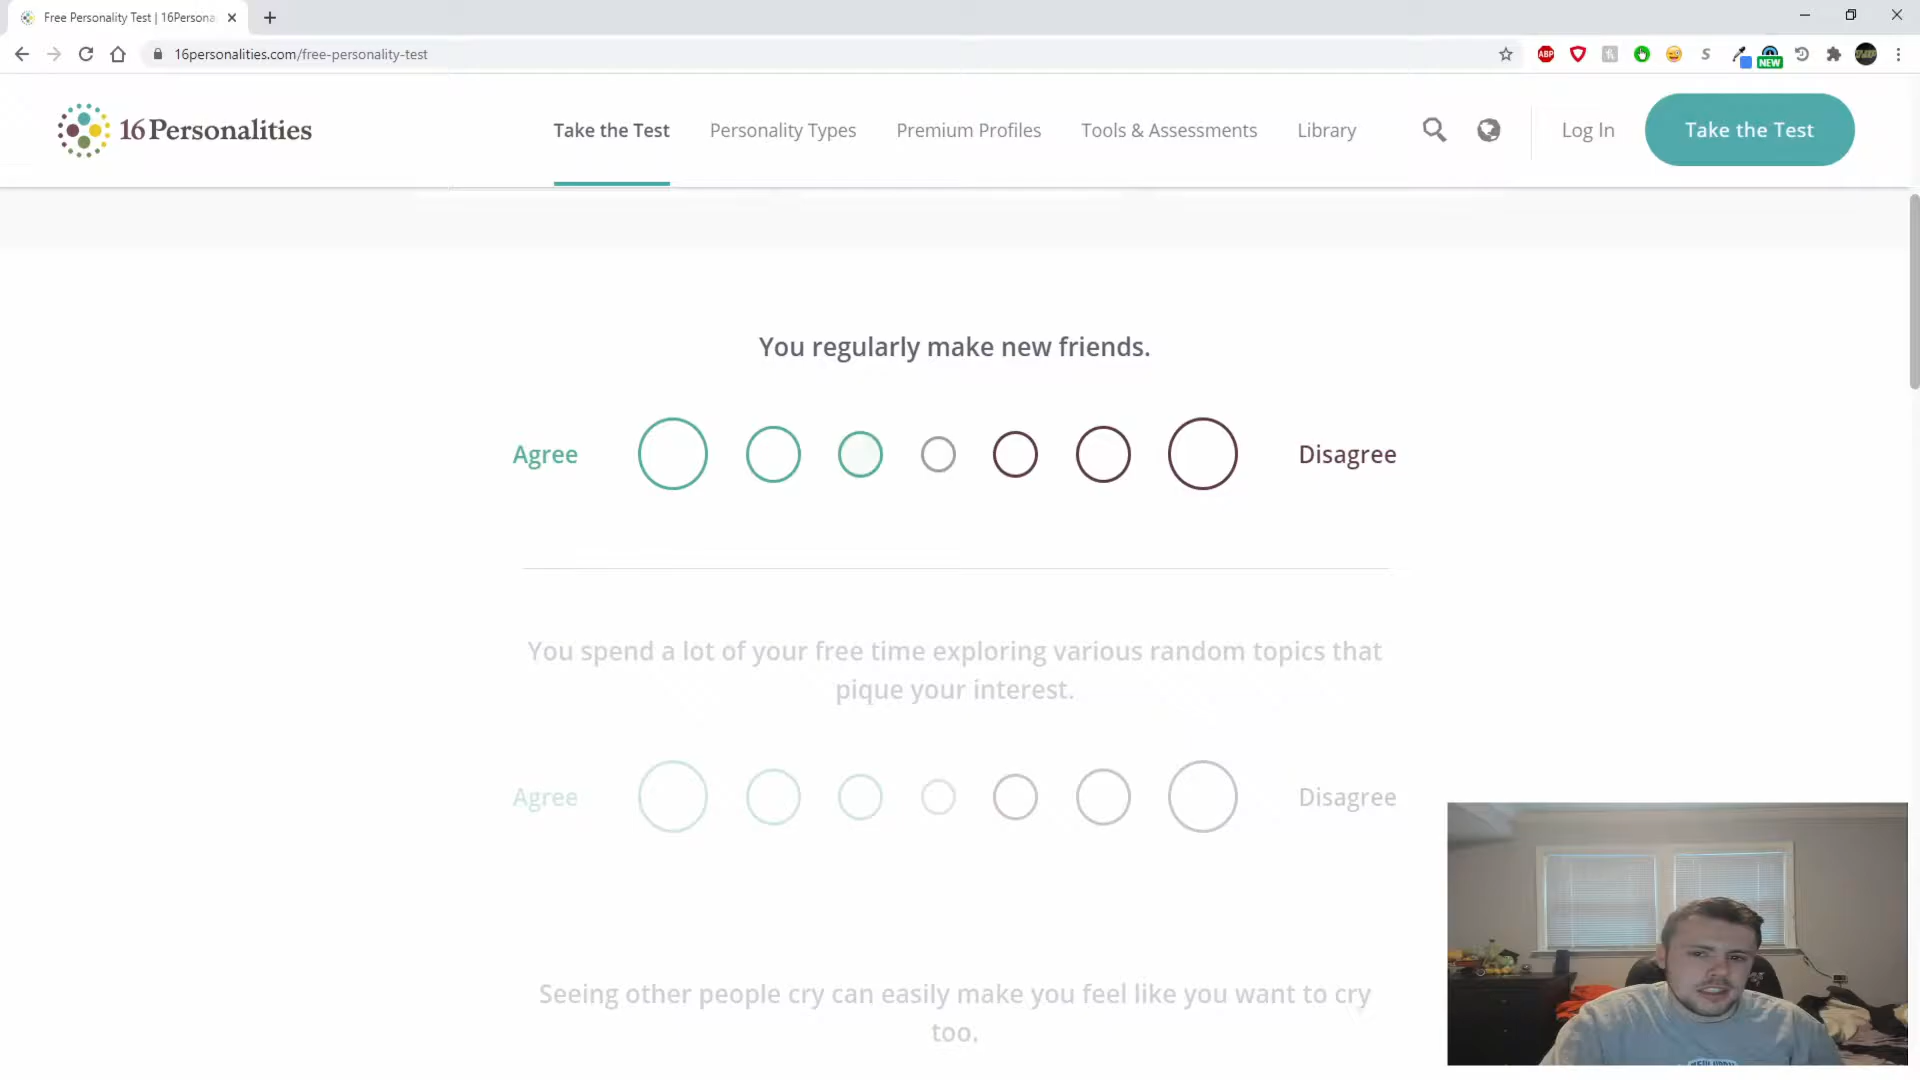 Free Personality Test | 16Persona
16personalities.com/free-personality-test
ABP
S
NEW
16Personalities
Take the Test
Personality Types
Premium Profiles
Tools & Assessments
Library
Log In
Take the Test
You regularly make new friends.
Agree
Disagree
You spend a lot of your free time exploring various random topics that
pique your interest.
Agree
Disagree
Seeing other people cry can easily make you feel like you want to cry
too.